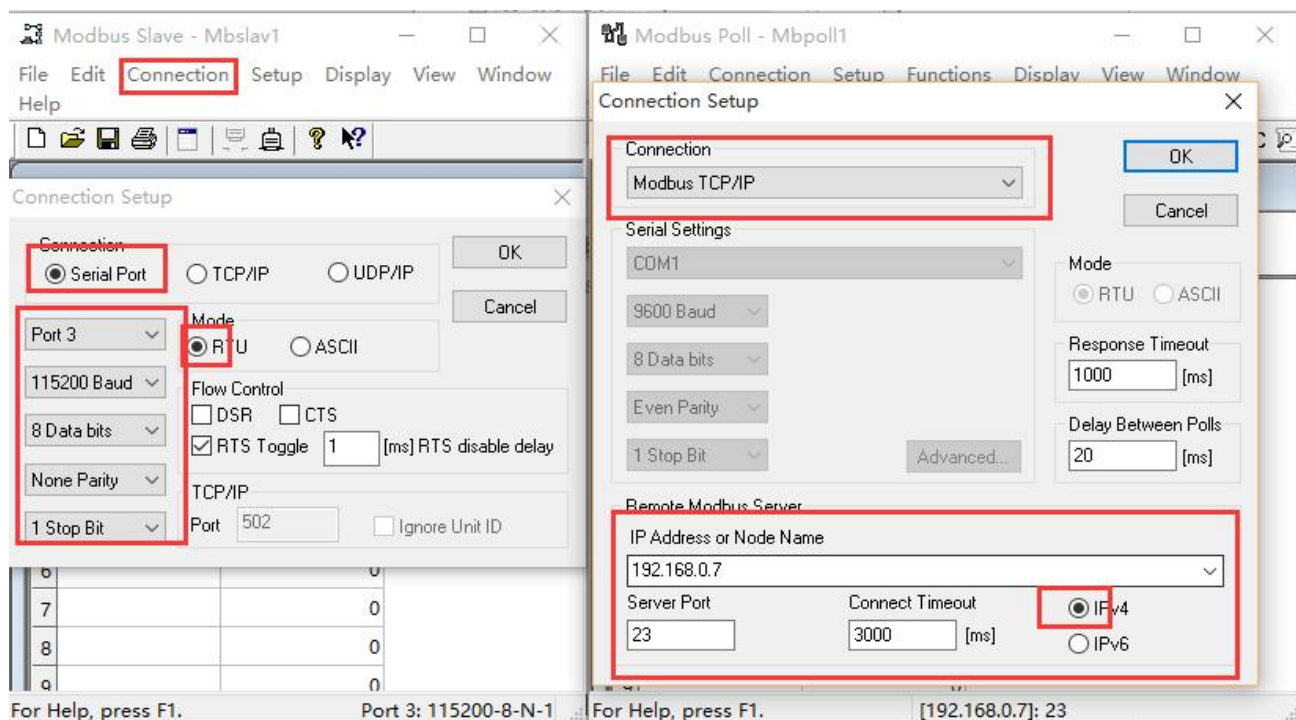 Modbus Slave - Mbslav1
File Edit Connection Setup Display View Window
Help
Connection Setup
Connection
Serial Port TCP/IP UDP/IP
OK
Cancel
Port 3
115200 Baud
8 Data bits
None Parity
1 Stop Bit
Mode
RTU ASCII
Flow Control
DSR CTS
RTS Toggle 1 [ms] RTS disable delay
TCP/IP
Port 502 Ignore Unit ID
6 0
7 0
8 0
9 0
For Help, press F1. Port 3: 115200-8-N-1
Modbus Poll - Mbpoll1
File Edit Connection Setup Functions Display View Window
Connection Setup
Connection
Modbus TCP/IP
OK
Cancel
Serial Settings
COM1
9600 Baud
8 Data bits
Even Parity
1 Stop Bit
Advanced...
Mode
RTU ASCII
Response Timeout
1000 [ms]
Delay Between Polls
20 [ms]
Remote Modbus Server
IP Address or Node Name
192.168.0.7
Server Port
23
Connect Timeout
3000 [ms]
IPv4
IPv6
For Help, press F1. [192.168.0.7]: 23